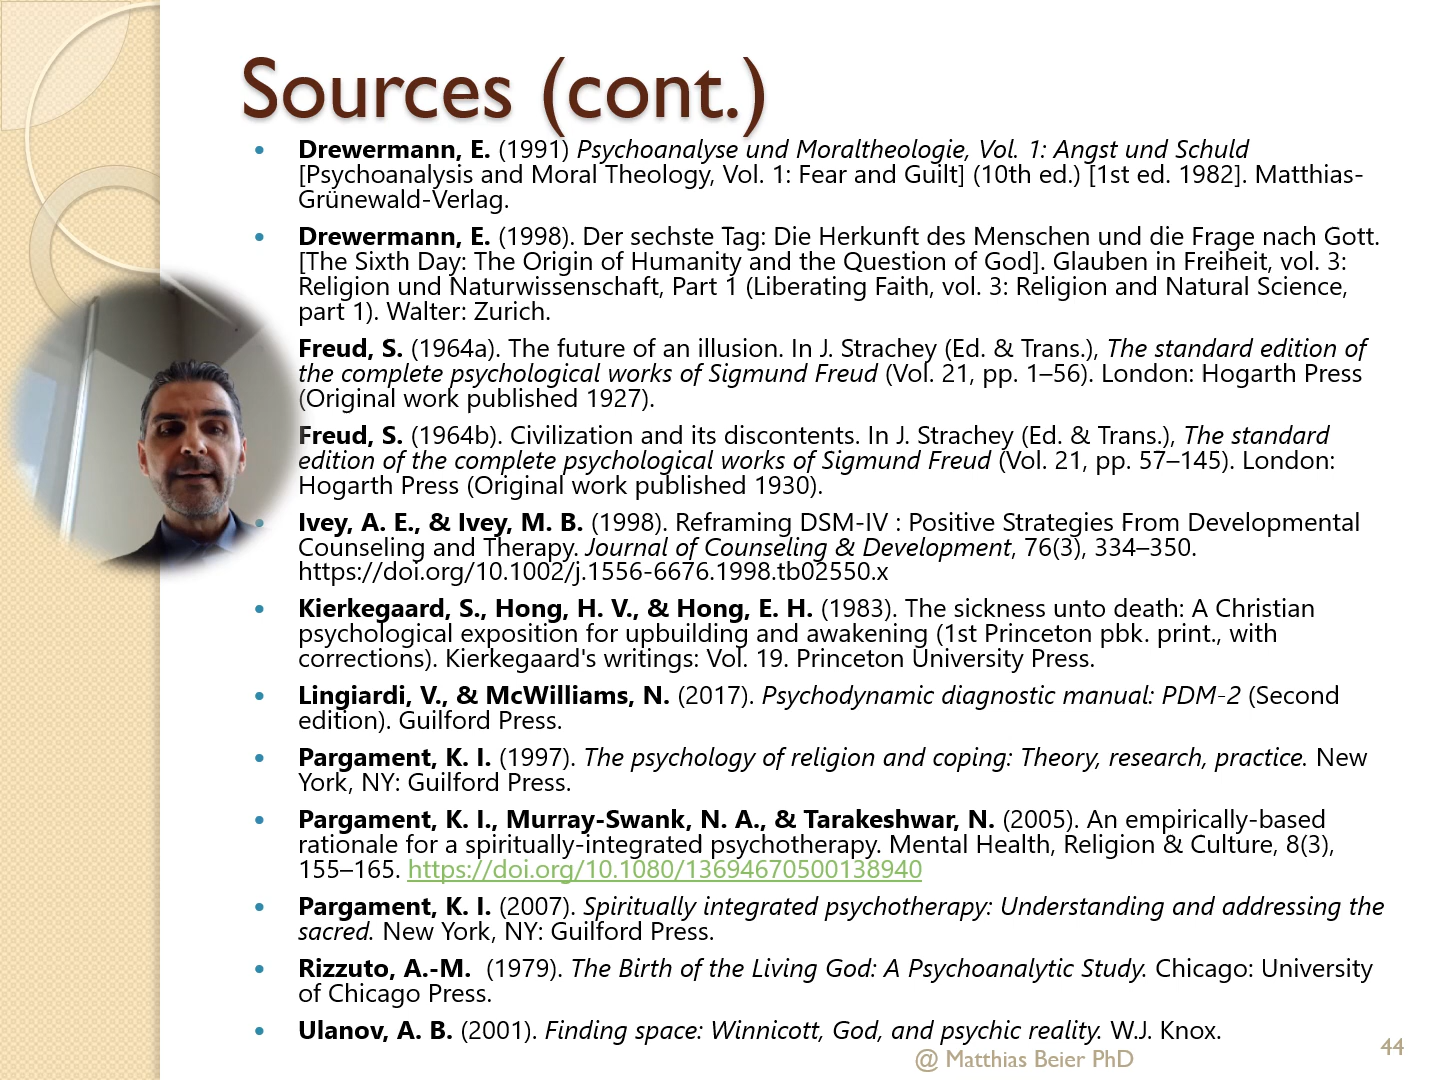 Sources (cont.)
• Drewermann, E. (1991) Psychoanalyse und Moraltheologie, Vol. 1: Angst und Schuld
[Psychoanalysis and Moral Theology, Vol. 1: Fear and Guilt] (10th ed.) [1st ed. 1982]. Matthias-
Grünewald-Verlag.
• Drewermann, E. (1998). Der sechste Tag: Die Herkunft des Menschen und die Frage nach Gott.
[The Sixth Day: The Origin of Humanity and the Question of God]. Glauben in Freiheit, vol. 3:
Religion und Naturwissenschaft, Part 1 (Liberating Faith, vol. 3: Religion and Natural Science,
part 1). Walter: Zurich.
Freud, S. (1964a). The future of an illusion. In J. Strachey (Ed. & Trans.), The standard edition of
the complete psychological works of Sigmund Freud (Vol. 21, pp. 1–56). London: Hogarth Press
(Original work published 1927).
Freud, S. (1964b). Civilization and its discontents. In J. Strachey (Ed. & Trans.), The standard
edition of the complete psychological works of Sigmund Freud (Vol. 21, pp. 57–145). London:
Hogarth Press (Original work published 1930).
• Ivey, A. E., & Ivey, M. B. (1998). Reframing DSM-IV : Positive Strategies From Developmental
Counseling and Therapy. Journal of Counseling & Development, 76(3), 334–350.
https://doi.org/10.1002/j.1556-6676.1998.tb02550.x
• Kierkegaard, S., Hong, H. V., & Hong, E. H. (1983). The sickness unto death: A Christian
psychological exposition for upbuilding and awakening (1st Princeton pbk. print., with
corrections). Kierkegaard's writings: Vol. 19. Princeton University Press.
• Lingiardi, V., & McWilliams, N. (2017). Psychodynamic diagnostic manual: PDM-2 (Second
edition). Guilford Press.
• Pargament, K. I. (1997). The psychology of religion and coping: Theory, research, practice. New
York, NY: Guilford Press.
• Pargament, K. I., Murray-Swank, N. A., & Tarakeshwar, N. (2005). An empirically-based
rationale for a spiritually-integrated psychotherapy. Mental Health, Religion & Culture, 8(3),
155–165. https://doi.org/10.1080/13694670500138940
• Pargament, K. I. (2007). Spiritually integrated psychotherapy: Understanding and addressing the
sacred. New York, NY: Guilford Press.
• Rizzuto, A.-M. (1979). The Birth of the Living God: A Psychoanalytic Study. Chicago: University
of Chicago Press.
• Ulanov, A. B. (2001). Finding space: Winnicott, God, and psychic reality. W.J. Knox.
@ Matthias Beier PhD
44